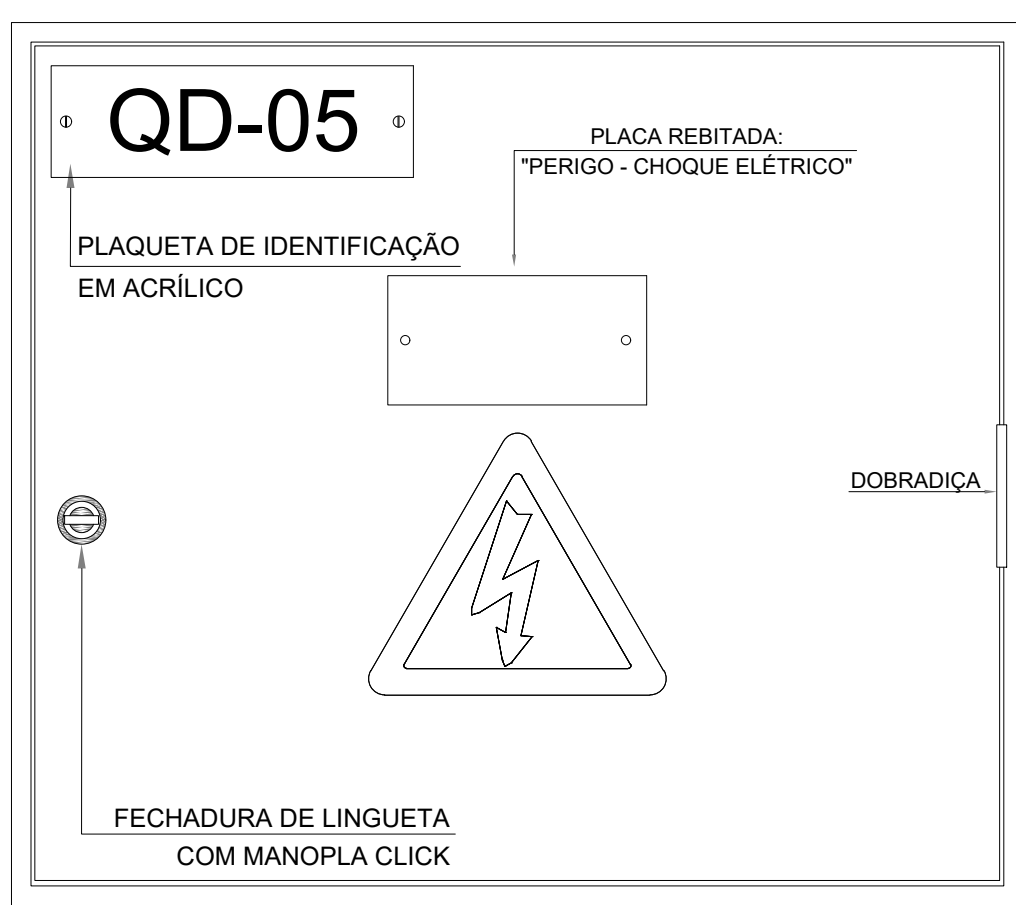 QD-05
PLACA REBITADA:
"PERIGO - CHOQUE ELÉTRICO"
PLAQUETA DE IDENTIFICAÇÃO
EM ACRÍLICO
DOBRADIÇA
FECHADURA DE LINGUETA
COM MANOPLA CLICK